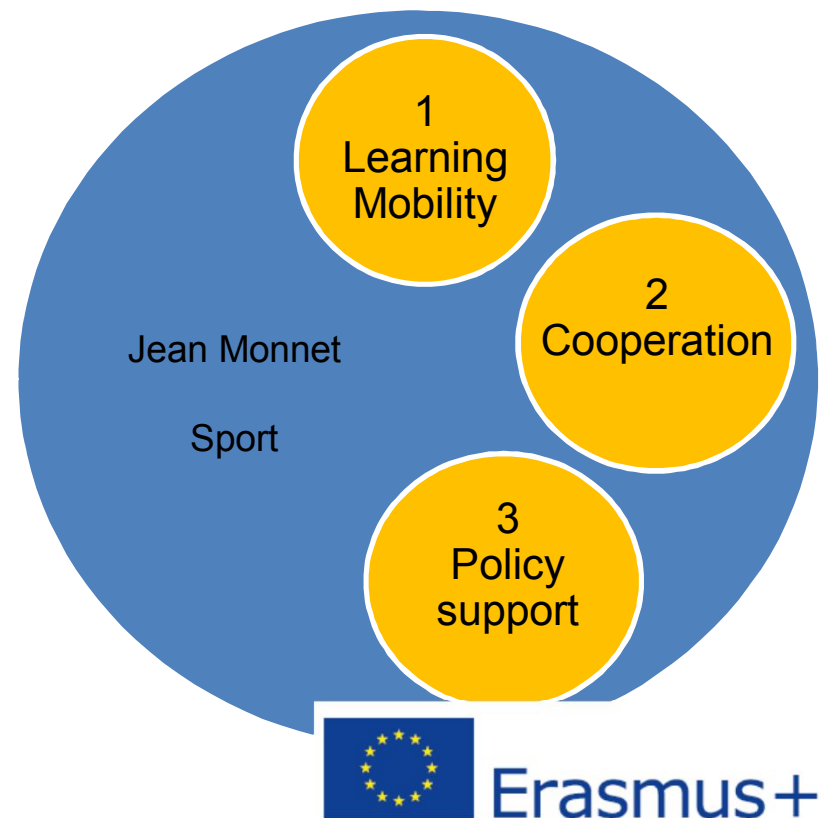 1
Learning
Mobility
2
Cooperation
Jean Monnet
Sport
3
Policy
support
Erasmus+